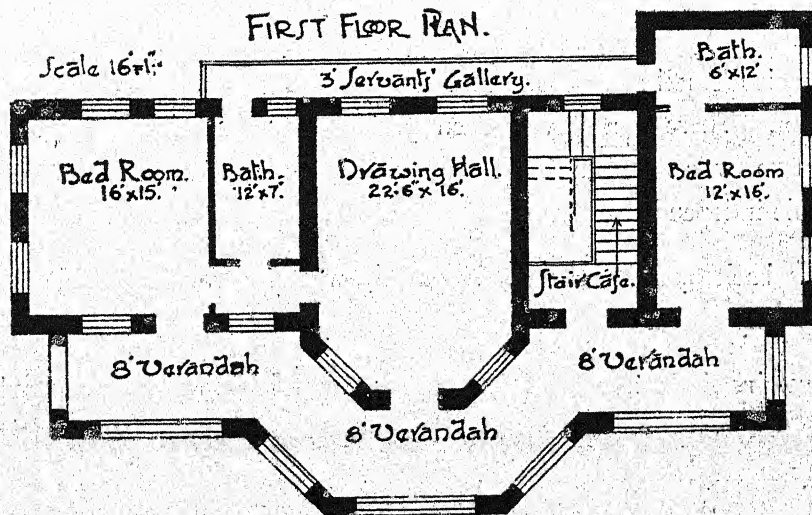 FIRST FLOOR PLAN.
Scale 16'=1".
3' Servants' Gallery.
Bath.
6'x12'
Bed Room.
16'x15'.
Bath.
12'x7'.
Drawing Hall.
22'-6"x 16'.
Bed Room
12'x16'.
Stair Case.
8' Verandah
8' Verandah
8' Verandah